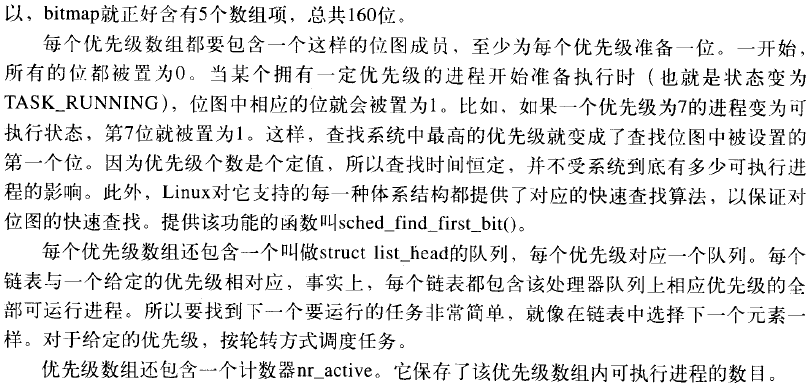 以，bitmap就正好含有5个数组项，总共160位。
每个优先级数组都要包含一个这样的位图成员，至少为每个优先级准备一位。一开始，
所有的位都被置为0。当某个拥有一定优先级的进程开始准备执行时（也就是状态变为
TASK_RUNNING），位图中相应的位就会被置为1。比如，如果一个优先级为7的进程变为可
执行状态，第7位就被置为1。这样，查找系统中最高的优先级就变成了查找位图中被设置的
第一个位。因为优先级个数是个定值，所以查找时间恒定，并不受系统到底有多少可执行进
程的影响。此外，Linux对它支持的每一种体系结构都提供了对应的快速查找算法，以保证对
位图的快速查找。提供该功能的函数叫sched_find_first_bit()。
每个优先级数组还包含一个叫做struct list_head的队列，每个优先级对应一个队列。每个
链表与一个给定的优先级相对应，事实上，每个链表都包含该处理器队列上相应优先级的全
部可运行进程。所以要找到下一个要运行的任务非常简单，就像在链表中选择下一个元素一
样。对于给定的优先级，按轮转方式调度任务。
优先级数组还包含一个计数器nr_active。它保存了该优先级数组内可执行进程的数目。